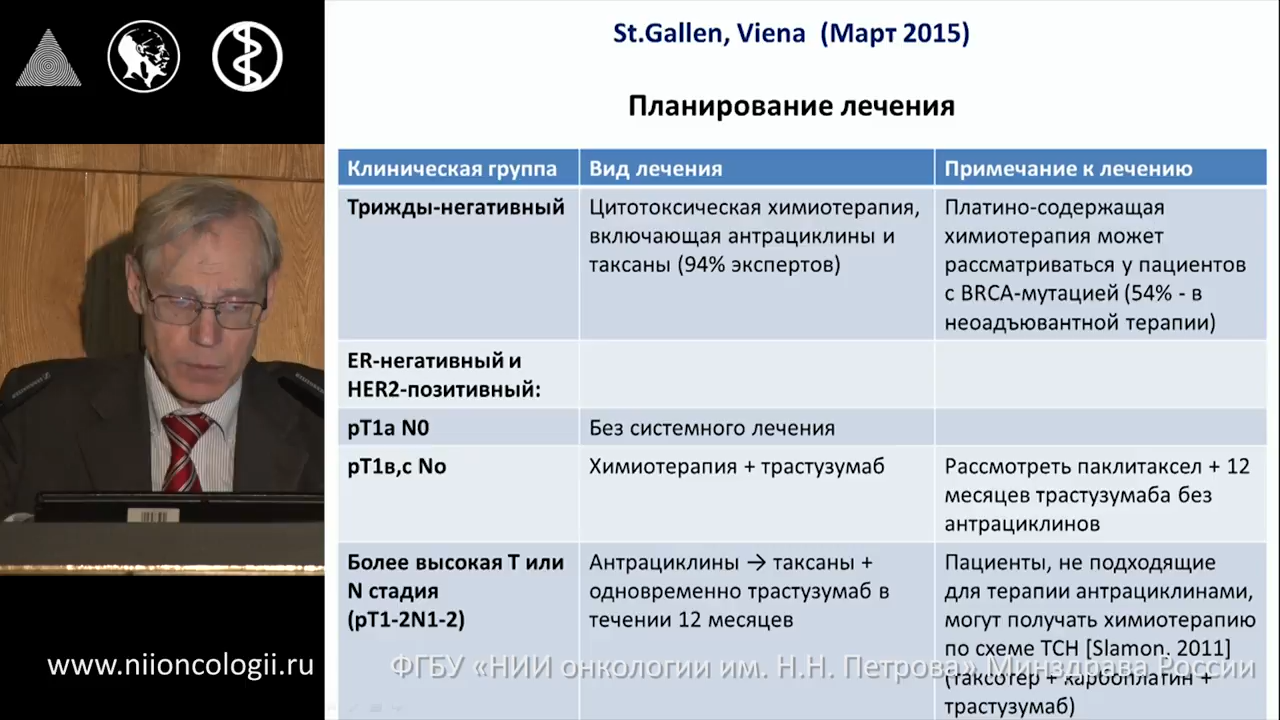 St.Gallen, Viena (Март 2015)
Планирование лечения
Клиническая группа
Вид лечения
Примечание к лечению
Трижды-негативный
Цитотоксическая химиотерапия,
включающая антрациклины и
таксаны (94% экспертов)
Платино-содержащая
химиотерапия может
рассматриваться у пациентов
с BRCA-мутацией (54% - в
неоадъювантной терапии)
ER-негативный и
HER2-позитивный:
pT1a N0
Без системного лечения
pT1в,с No
Химиотерапия + трастузумаб
Рассмотреть паклитаксел + 12
месяцев трастузумаба без
антрациклинов
Более высокая Т или
N стадия
(pT1-2N1-2)
Антрациклины → таксаны +
одновременно трастузумаб в
течении 12 месяцев
Пациенты, не подходящие
для терапии антрациклинами,
могут получать химиотерапию
по схеме ТСН [Slamon. 2011]
(таксотер + карбоплатин +
трастузумаб)
www.niioncologii.ru
ФГБУ «НИИ онкологии им. Н.Н. Петрова» Минздрава России